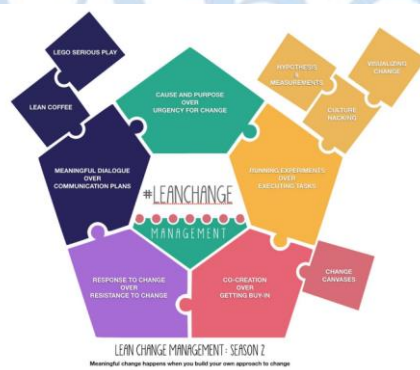 LEGO SERIOUS PLAY
LEAN COFFEE
CAUSE AND PURPOSE
OVER
URGENCY FOR CHANGE
HYPOTHESIS
&
MEASUREMENTS
VISUALIZING
CHANGE
CULTURE
HACKING
MEANINGFUL DIALOGUE
OVER
COMMUNICATION PLANS
RUNNING EXPERIMENTS
OVER
EXECUTING TASKS
#LEANCHANGE
MANAGEMENT
RESPONSE TO CHANGE
OVER
RESISTANCE TO CHANGE
CO-CREATION
OVER
GETTING BUY-IN
CHANGE
CANVASES
LEAN CHANGE MANAGEMENT: SEASON 2
Meaningful change happens when you build your own approach to change